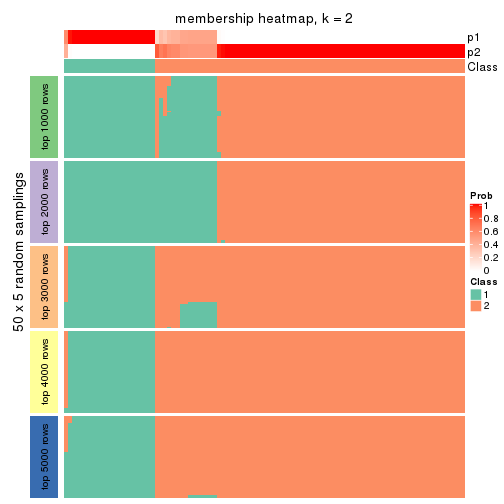 membership heatmap, k = 2
p1
p2
Class
50 x 5 random samplings
top 1000 rows
top 2000 rows
top 3000 rows
top 4000 rows
top 5000 rows
Prob
1
0.8
0.6
0.4
0.2
0
Class
1
2